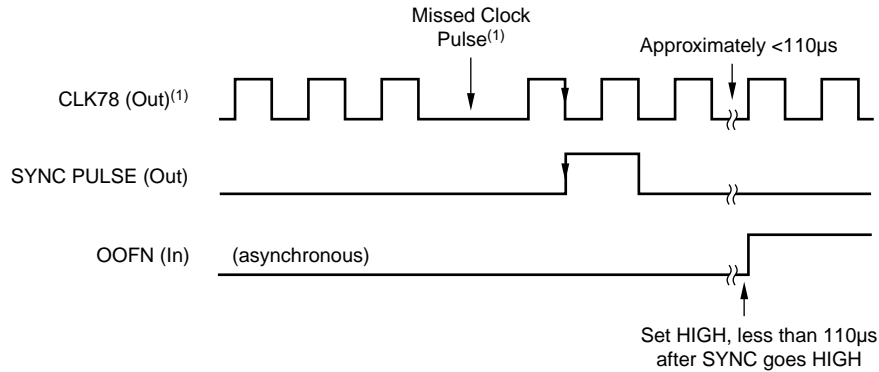 Missed Clock
Pulse(1)
Approximately <110µs
CLK78 (Out)(1)
SYNC PULSE (Out)
OOFN (In)
(asynchronous)
Set HIGH, less than 110µs
after SYNC goes HIGH